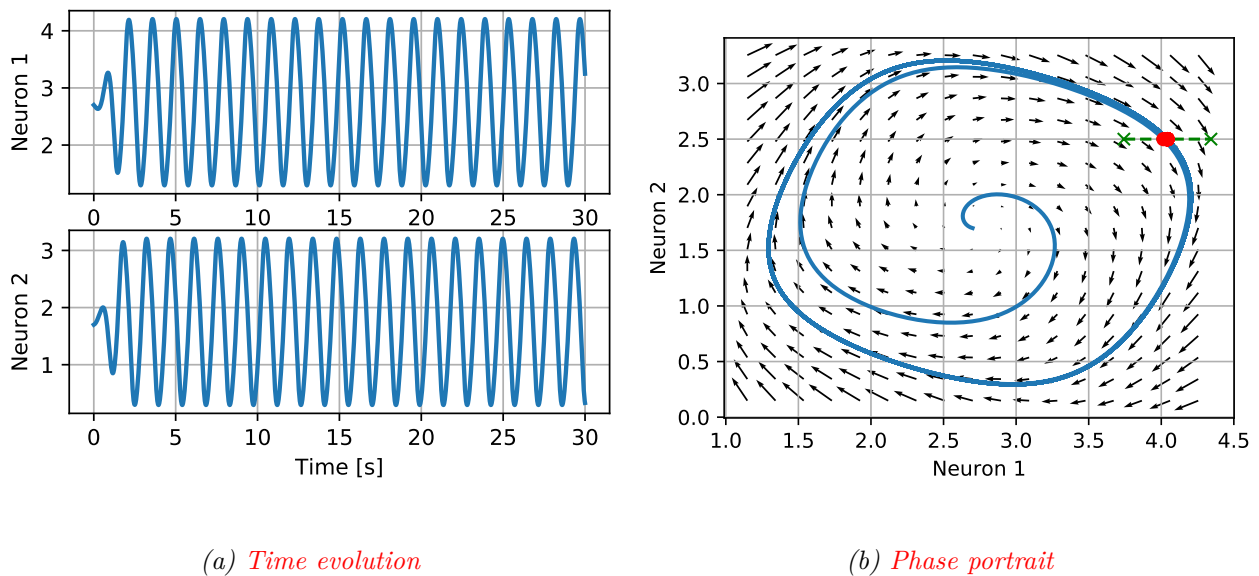 4
3
2
Neuron 1
0 5 10 15 20 25 30
3
2
1
Neuron 2
0 5 10 15 20 25 30
Time [s]
(a) Time evolution
3.0
2.5
2.0
1.5
1.0
0.5
0.0
Neuron 2
1.0 1.5 2.0 2.5 3.0 3.5 4.0 4.5
Neuron 1
(b) Phase portrait